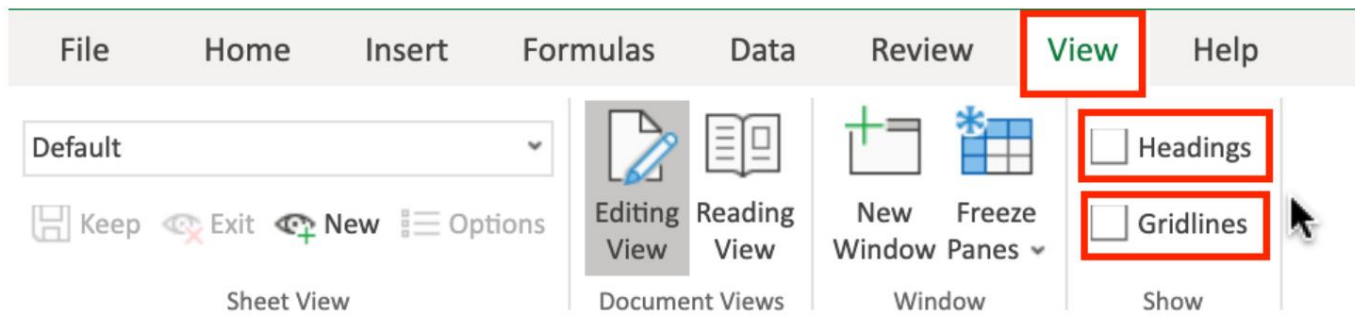 File Home Insert Formulas Data Review View Help
Default
Keep Exit New Options
Sheet View
Editing View
Reading View
Document Views
New Window
Freeze Panes
Window
Headings
Gridlines
Show